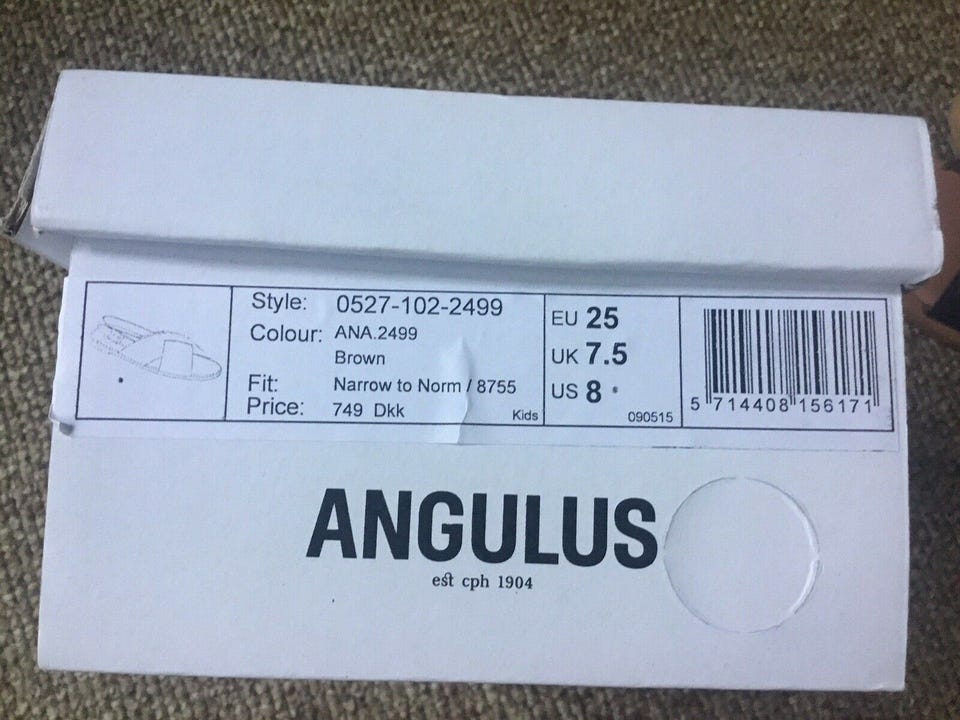 Style: 0527-102-2499
Colour: ANA.2499
Brown
Fit: Narrow to Norm / 8755
Price: 749 Dkk
Kids
EU 25
UK 7.5
US 8
090515
5 714408 156171
ANGULUS
est cph 1904